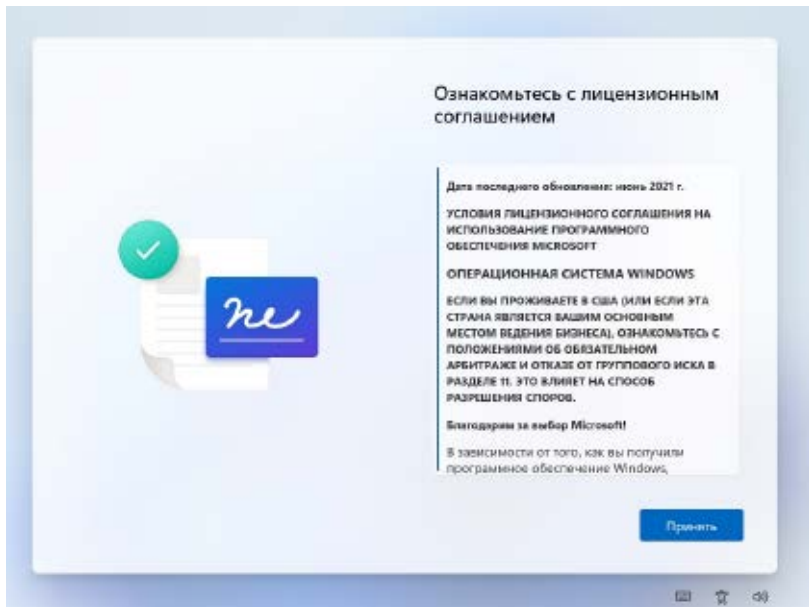 Ознакомьтесь с лицензионным
соглашением
Дата последнего обновления: июнь 2021 г.
УСЛОВИЯ ЛИЦЕНЗИОННОГО СОГЛАШЕНИЯ НА
ИСПОЛЬЗОВАНИЕ ПРОГРАММНОГО
ОБЕСПЕЧЕНИЯ MICROSOFT
ОПЕРАЦИОННАЯ СИСТЕМА WINDOWS
ЕСЛИ ВЫ ПРОЖИВАЕТЕ В США (ИЛИ ЕСЛИ ЭТА
СТРАНА ЯВЛЯЕТСЯ ВАШИМ ОСНОВНЫМ
МЕСТОМ ВЕДЕНИЯ БИЗНЕСА), ОЗНАКОМЬТЕСЬ С
ПОЛОЖЕНИЯМИ ОБ ОБЯЗАТЕЛЬНОМ
АРБИТРАЖЕ И ОТКАЗЕ ОТ ГРУППОВОГО ИСКА В
РАЗДЕЛЕ 11. ЭТО ВЛИЯЕТ НА СПОСОБ
РАЗРЕШЕНИЯ СПОРОВ.
Благодарим за выбор Microsoft!
В зависимости от того, как вы получили
программное обеспечение Windows,
Принять